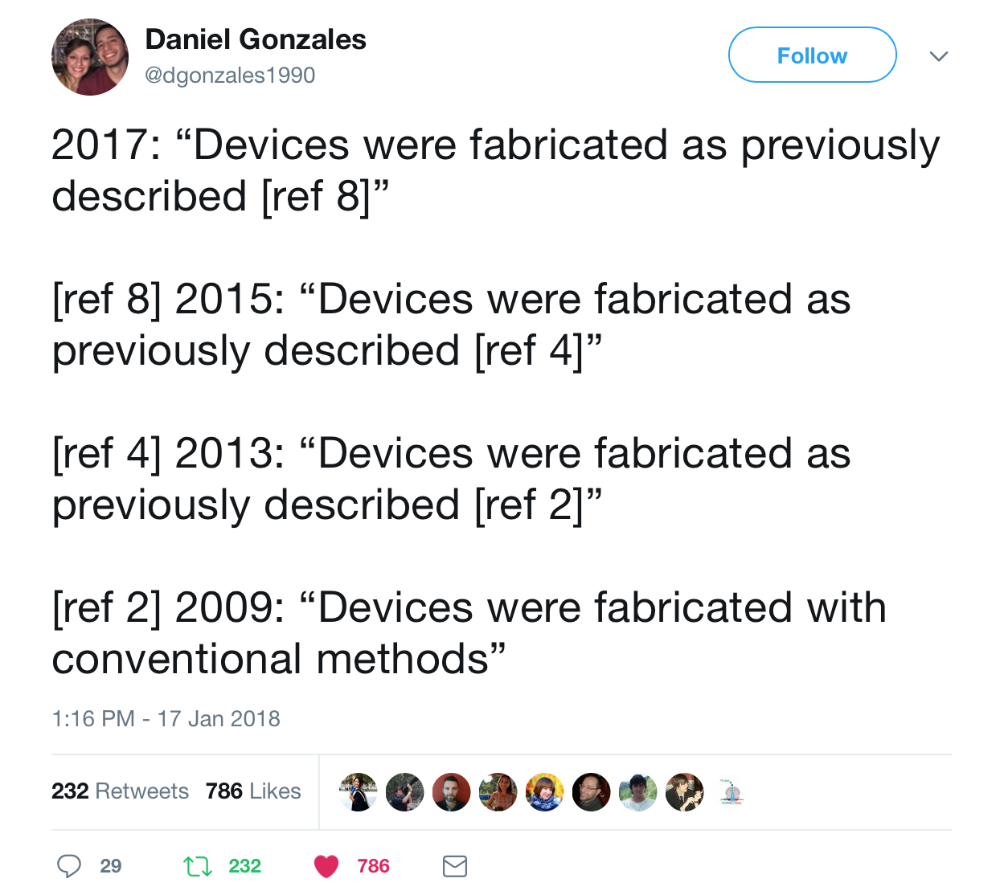 Daniel Gonzales
@dgonzales1990
Follow
2017: “Devices were fabricated as previously
described [ref 8]”
[ref 8] 2015: “Devices were fabricated as
previously described [ref 4]”
[ref 4] 2013: “Devices were fabricated as
previously described [ref 2]”
[ref 2] 2009: “Devices were fabricated with
conventional methods”
1:16 PM - 17 Jan 2018
232 Retweets 786 Likes
29 232 786